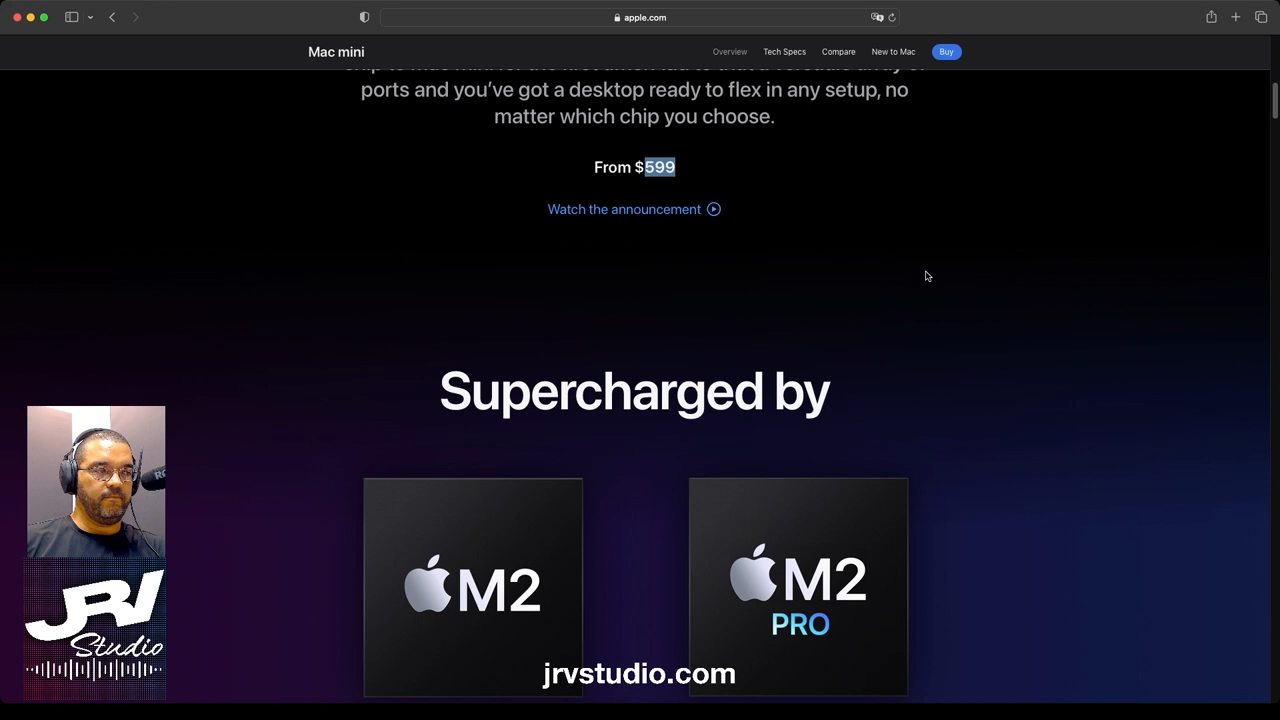 apple.com
Mac mini
Overview
Tech Specs
Compare
New to Mac
Buy
ports and you've got a desktop ready to flex in any setup, no
matter which chip you choose.
From $599
Watch the announcement
Supercharged by
M2
M2
PRO
JRV
Studio
jrvstudio.com